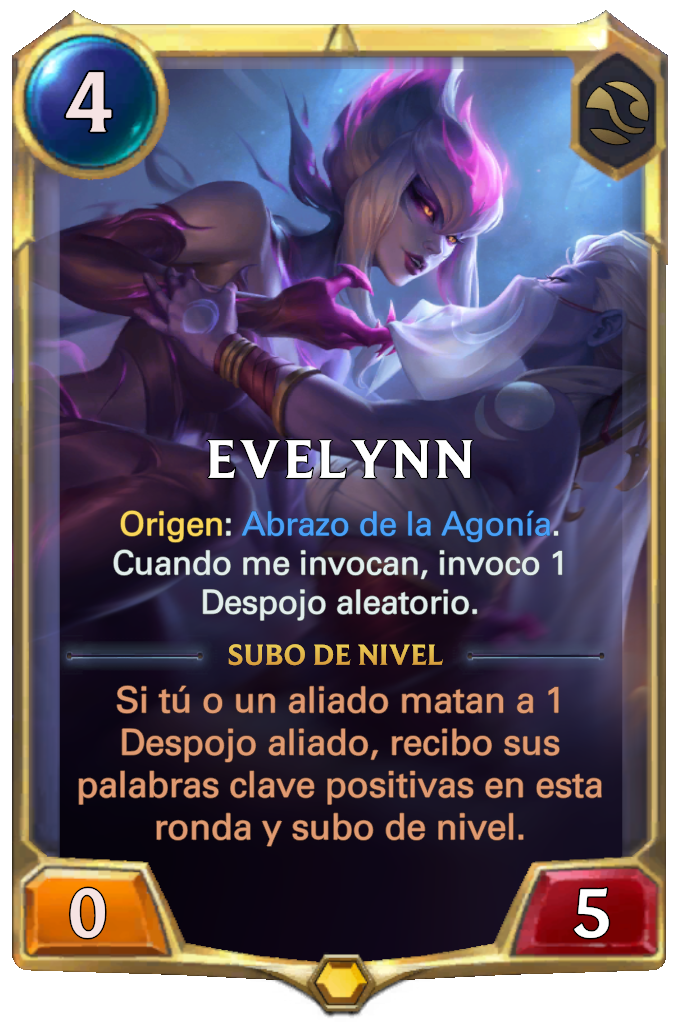 4
EVELYNN
Origen: Abrazo de la Agonía.
Cuando me invocan, invoco 1
Despojo aleatorio.
SUBO DE NIVEL
Si tú o un aliado matan a 1
Despojo aliado, recibo sus
palabras clave positivas en esta
ronda y subo de nivel.
0
5